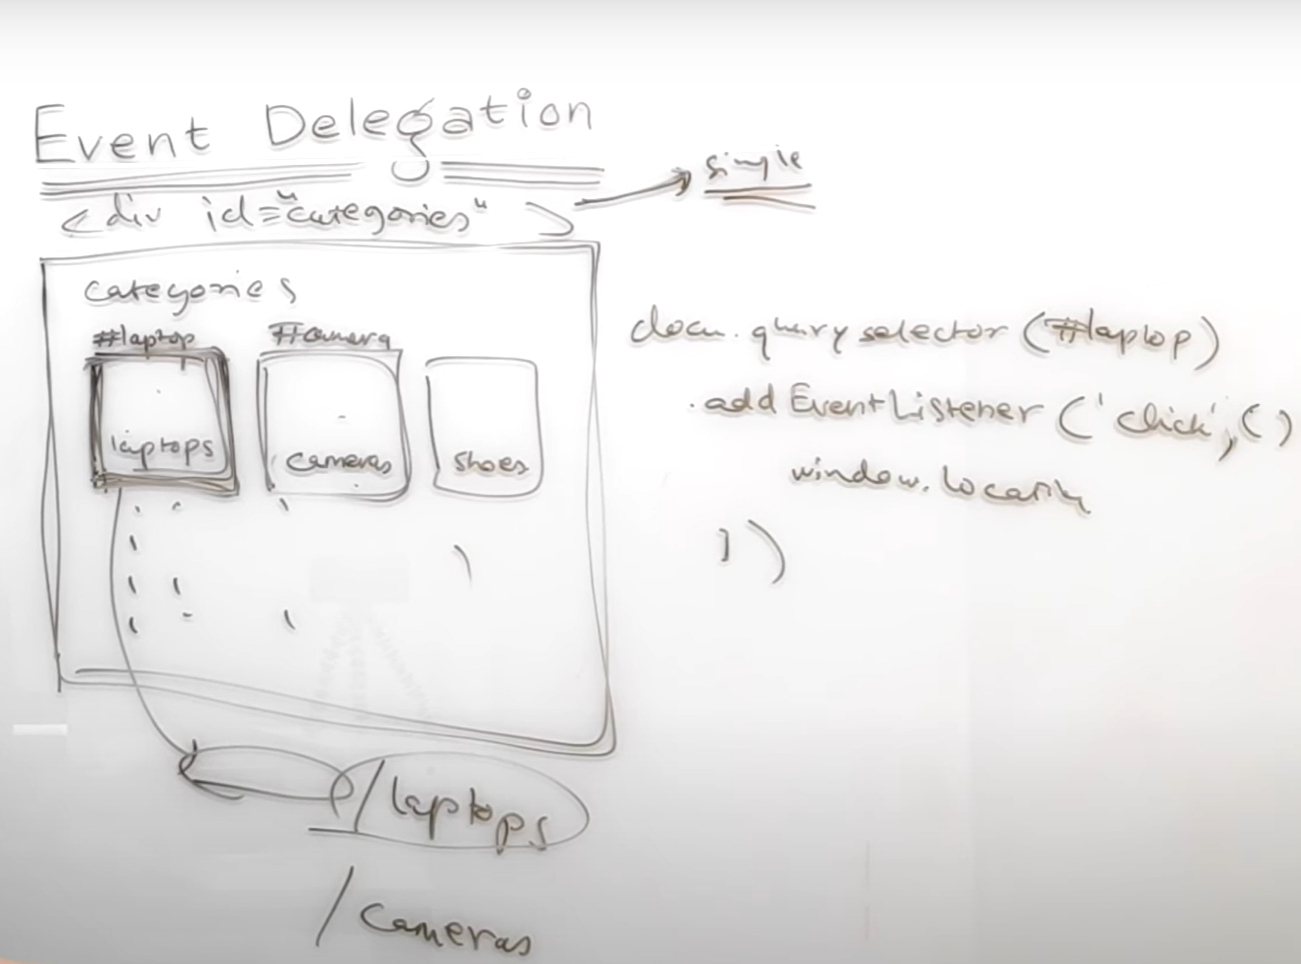 Event Delegation
<div id="categories" >
single
categories
#laptop #camera
laptops cameras shoes
docu.queryselector (#laptop)
.addEventListener ('click', ()
window.locatn
})
/laptops
/cameras